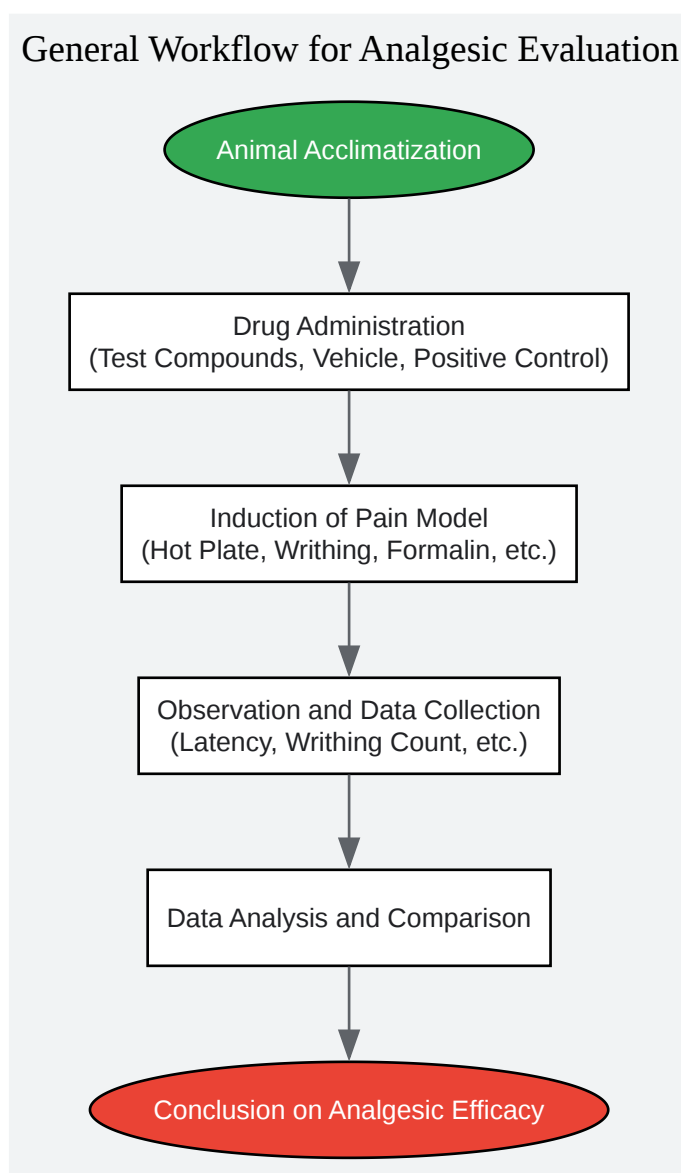 General Workflow for Analgesic Evaluation
Animal Acclimatization
Drug Administration
(Test Compounds, Vehicle, Positive Control)
Induction of Pain Model
(Hot Plate, Writhing, Formalin, etc.)
Observation and Data Collection
(Latency, Writhing Count, etc.)
Data Analysis and Comparison
Conclusion on Analgesic Efficacy